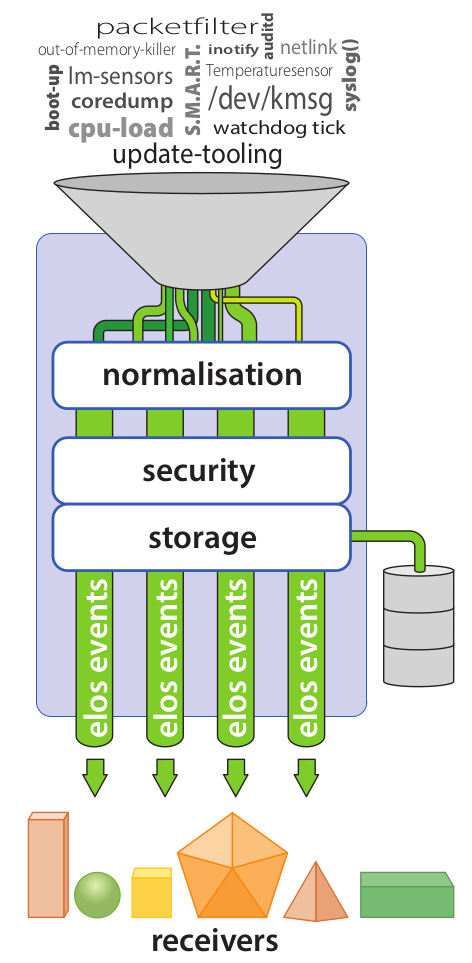 packetfilter
auditd
out-of-memory-killer
inotify
netlink
syslog()
boot-up
lm-sensors
S.M.A.R.T.
Temperaturesensor
coredump
/dev/kmsg
cpu-load
watchdog tick
update-tooling
normalisation
security
storage
elos events
elos events
elos events
elos events
receivers